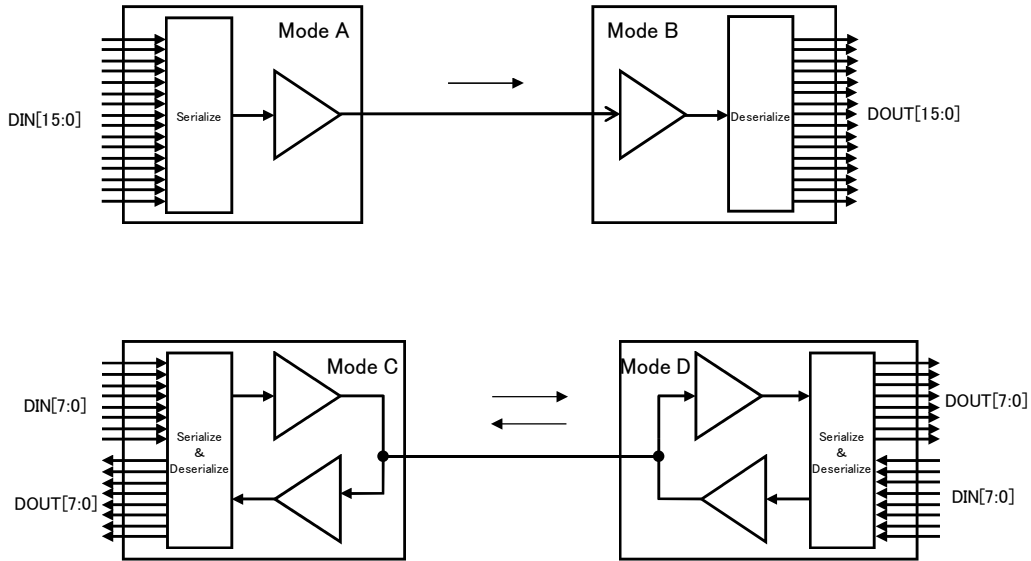 Mode A
Mode B
Serialize
Deserialize
DIN[15:0]
DOUT[15:0]
Mode C
Mode D
DIN[7:0]
DOUT[7:0]
Serialize
&
Deserialize
Serialize
&
Deserialize
DOUT[7:0]
DIN[7:0]